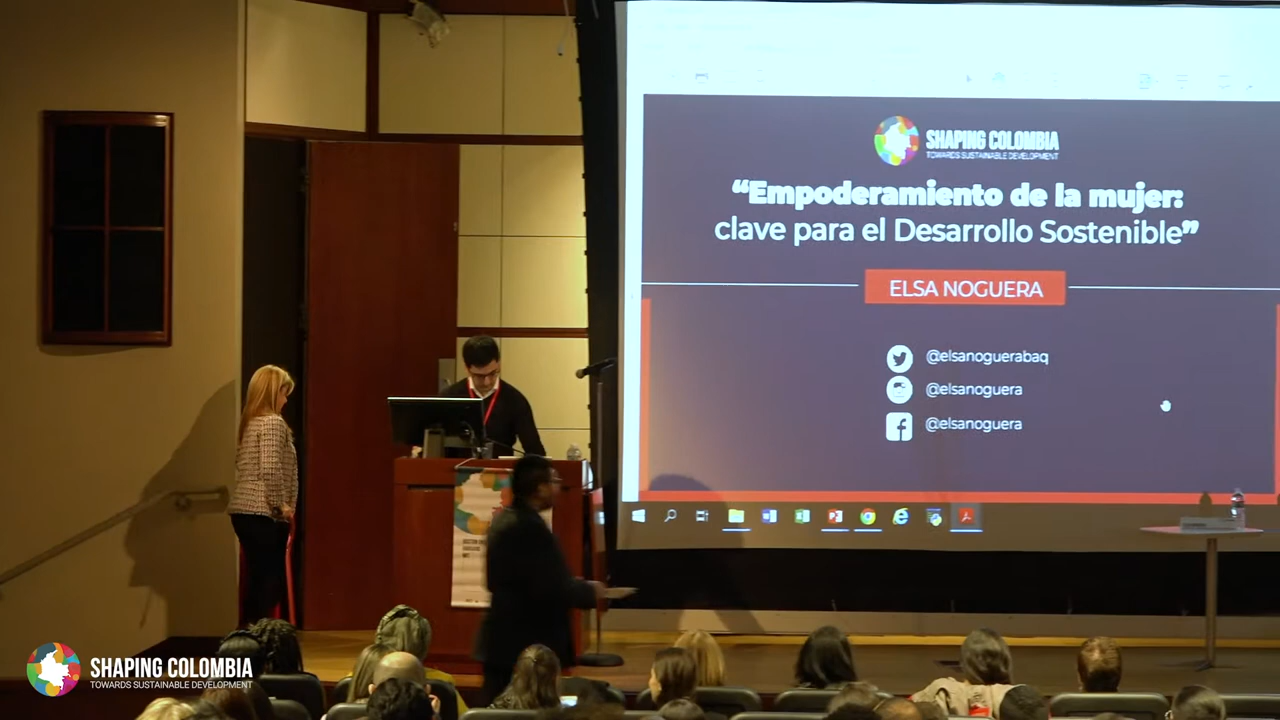 SHAPING COLOMBIA
TOWARDS SUSTAINABLE DEVELOPMENT
“Empoderamiento de la mujer:
clave para el Desarrollo Sostenible”
ELSA NOGUERA
@elsanoguerabaq
@elsanoguera
@elsanoguera
SHAPING COLOMBIA
TOWARDS SUSTAINABLE DEVELOPMENT